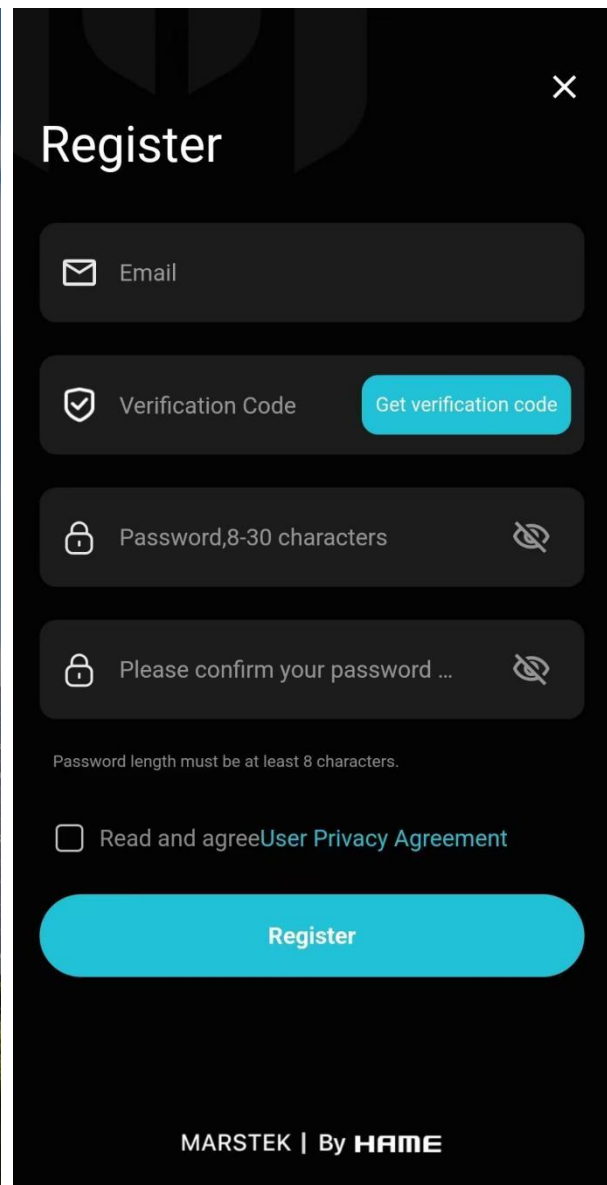 Register
Email
Verification Code Get verification code
Password,8-30 characters
Please confirm your password ...
Password length must be at least 8 characters.
Read and agreeUser Privacy Agreement
Register
MARSTEK | By HAME